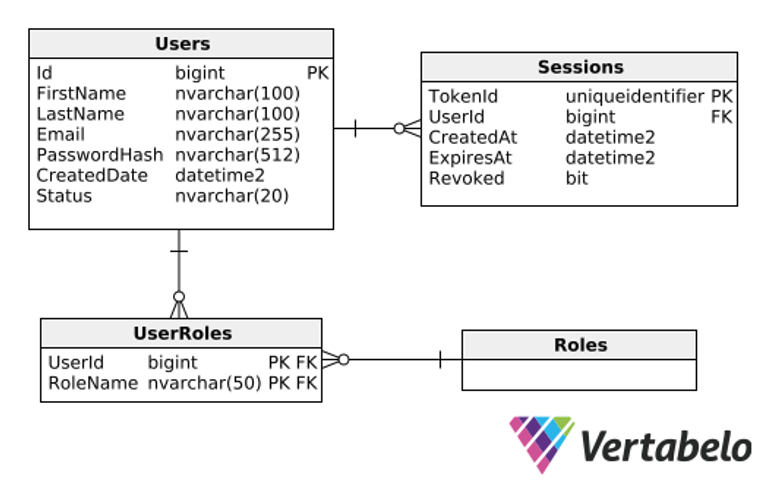 Users
Id bigint PK
FirstName nvarchar(100)
LastName nvarchar(100)
Email nvarchar(255)
PasswordHash nvarchar(512)
CreatedDate datetime2
Status nvarchar(20)
Sessions
TokenId uniqueidentifier PK
UserId bigint FK
CreatedAt datetime2
ExpiresAt datetime2
Revoked bit
UserRoles
UserId bigint PK FK
RoleName nvarchar(50) PK FK
Roles
Vertabelo